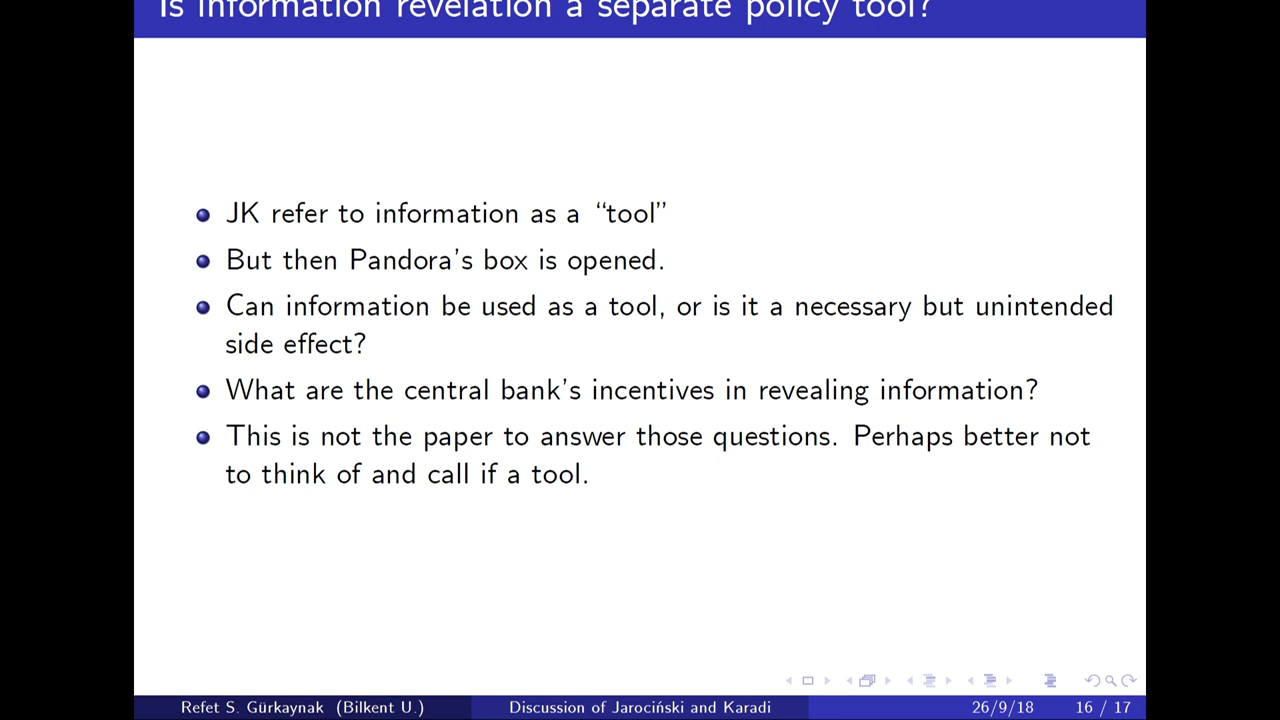 Is information revelation a separate policy tool?
JK refer to information as a “tool”
But then Pandora’s box is opened.
Can information be used as a tool, or is it a necessary but unintended
side effect?
What are the central bank’s incentives in revealing information?
This is not the paper to answer those questions. Perhaps better not
to think of and call if a tool.
Refet S. Gürkaynak (Bilkent U.) Discussion of Jarociński and Karadi 26/9/18 16 / 17